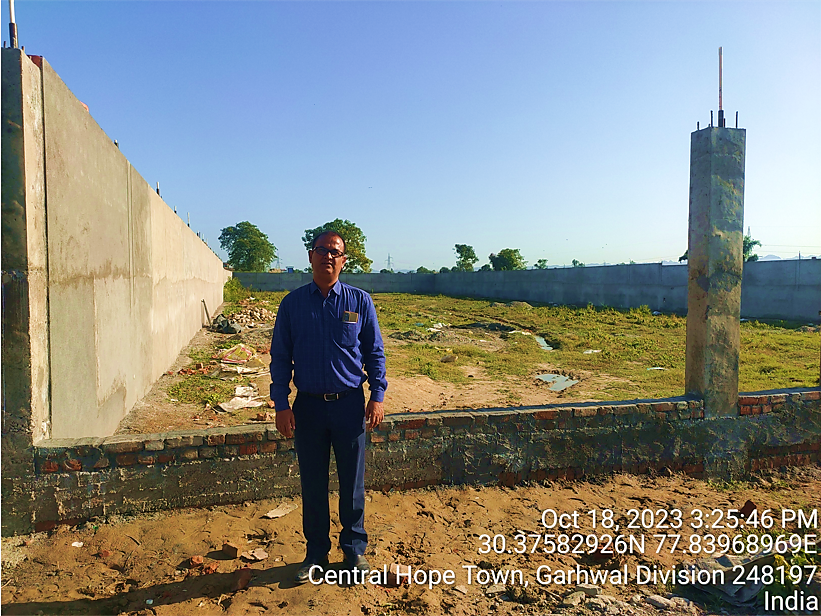 Oct 18, 2023 3:25:46 PM
30.37582926N 77.83968969E
Central Hope Town, Garhwal Division 248197
India